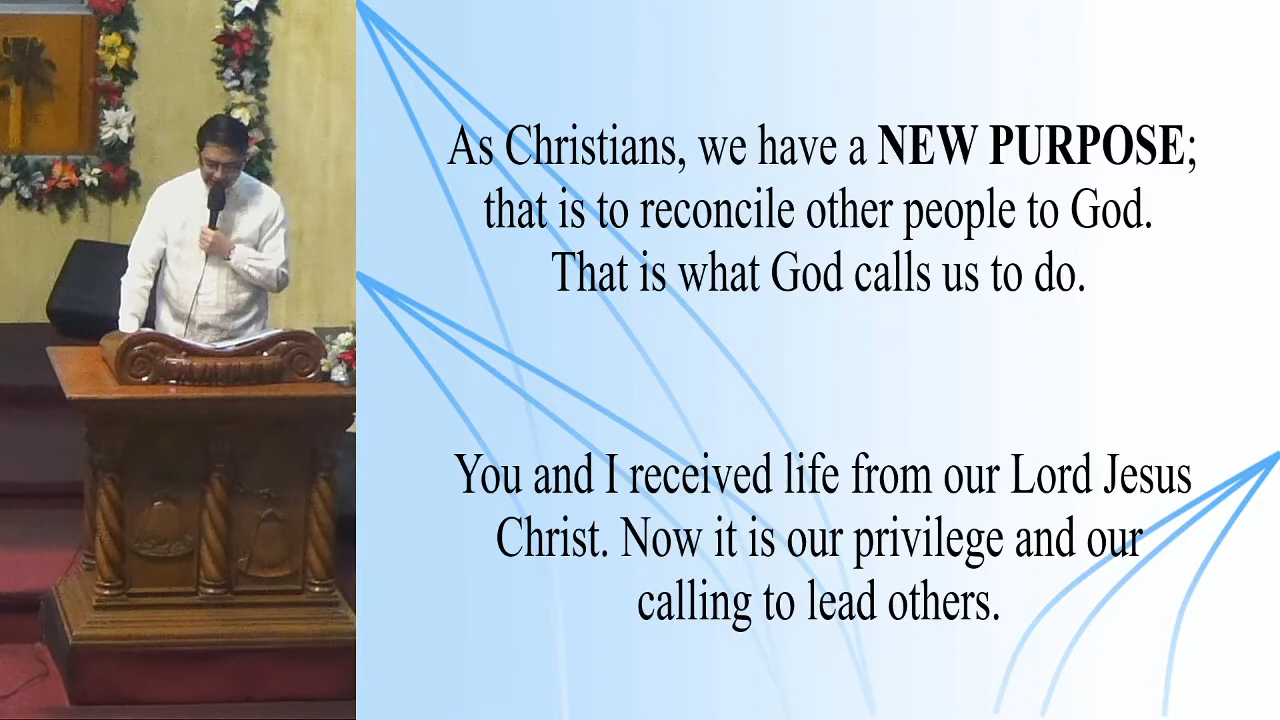 As Christians, we have a NEW PURPOSE;
that is to reconcile other people to God.
That is what God calls us to do.
You and I received life from our Lord Jesus
Christ. Now it is our privilege and our
calling to lead others.